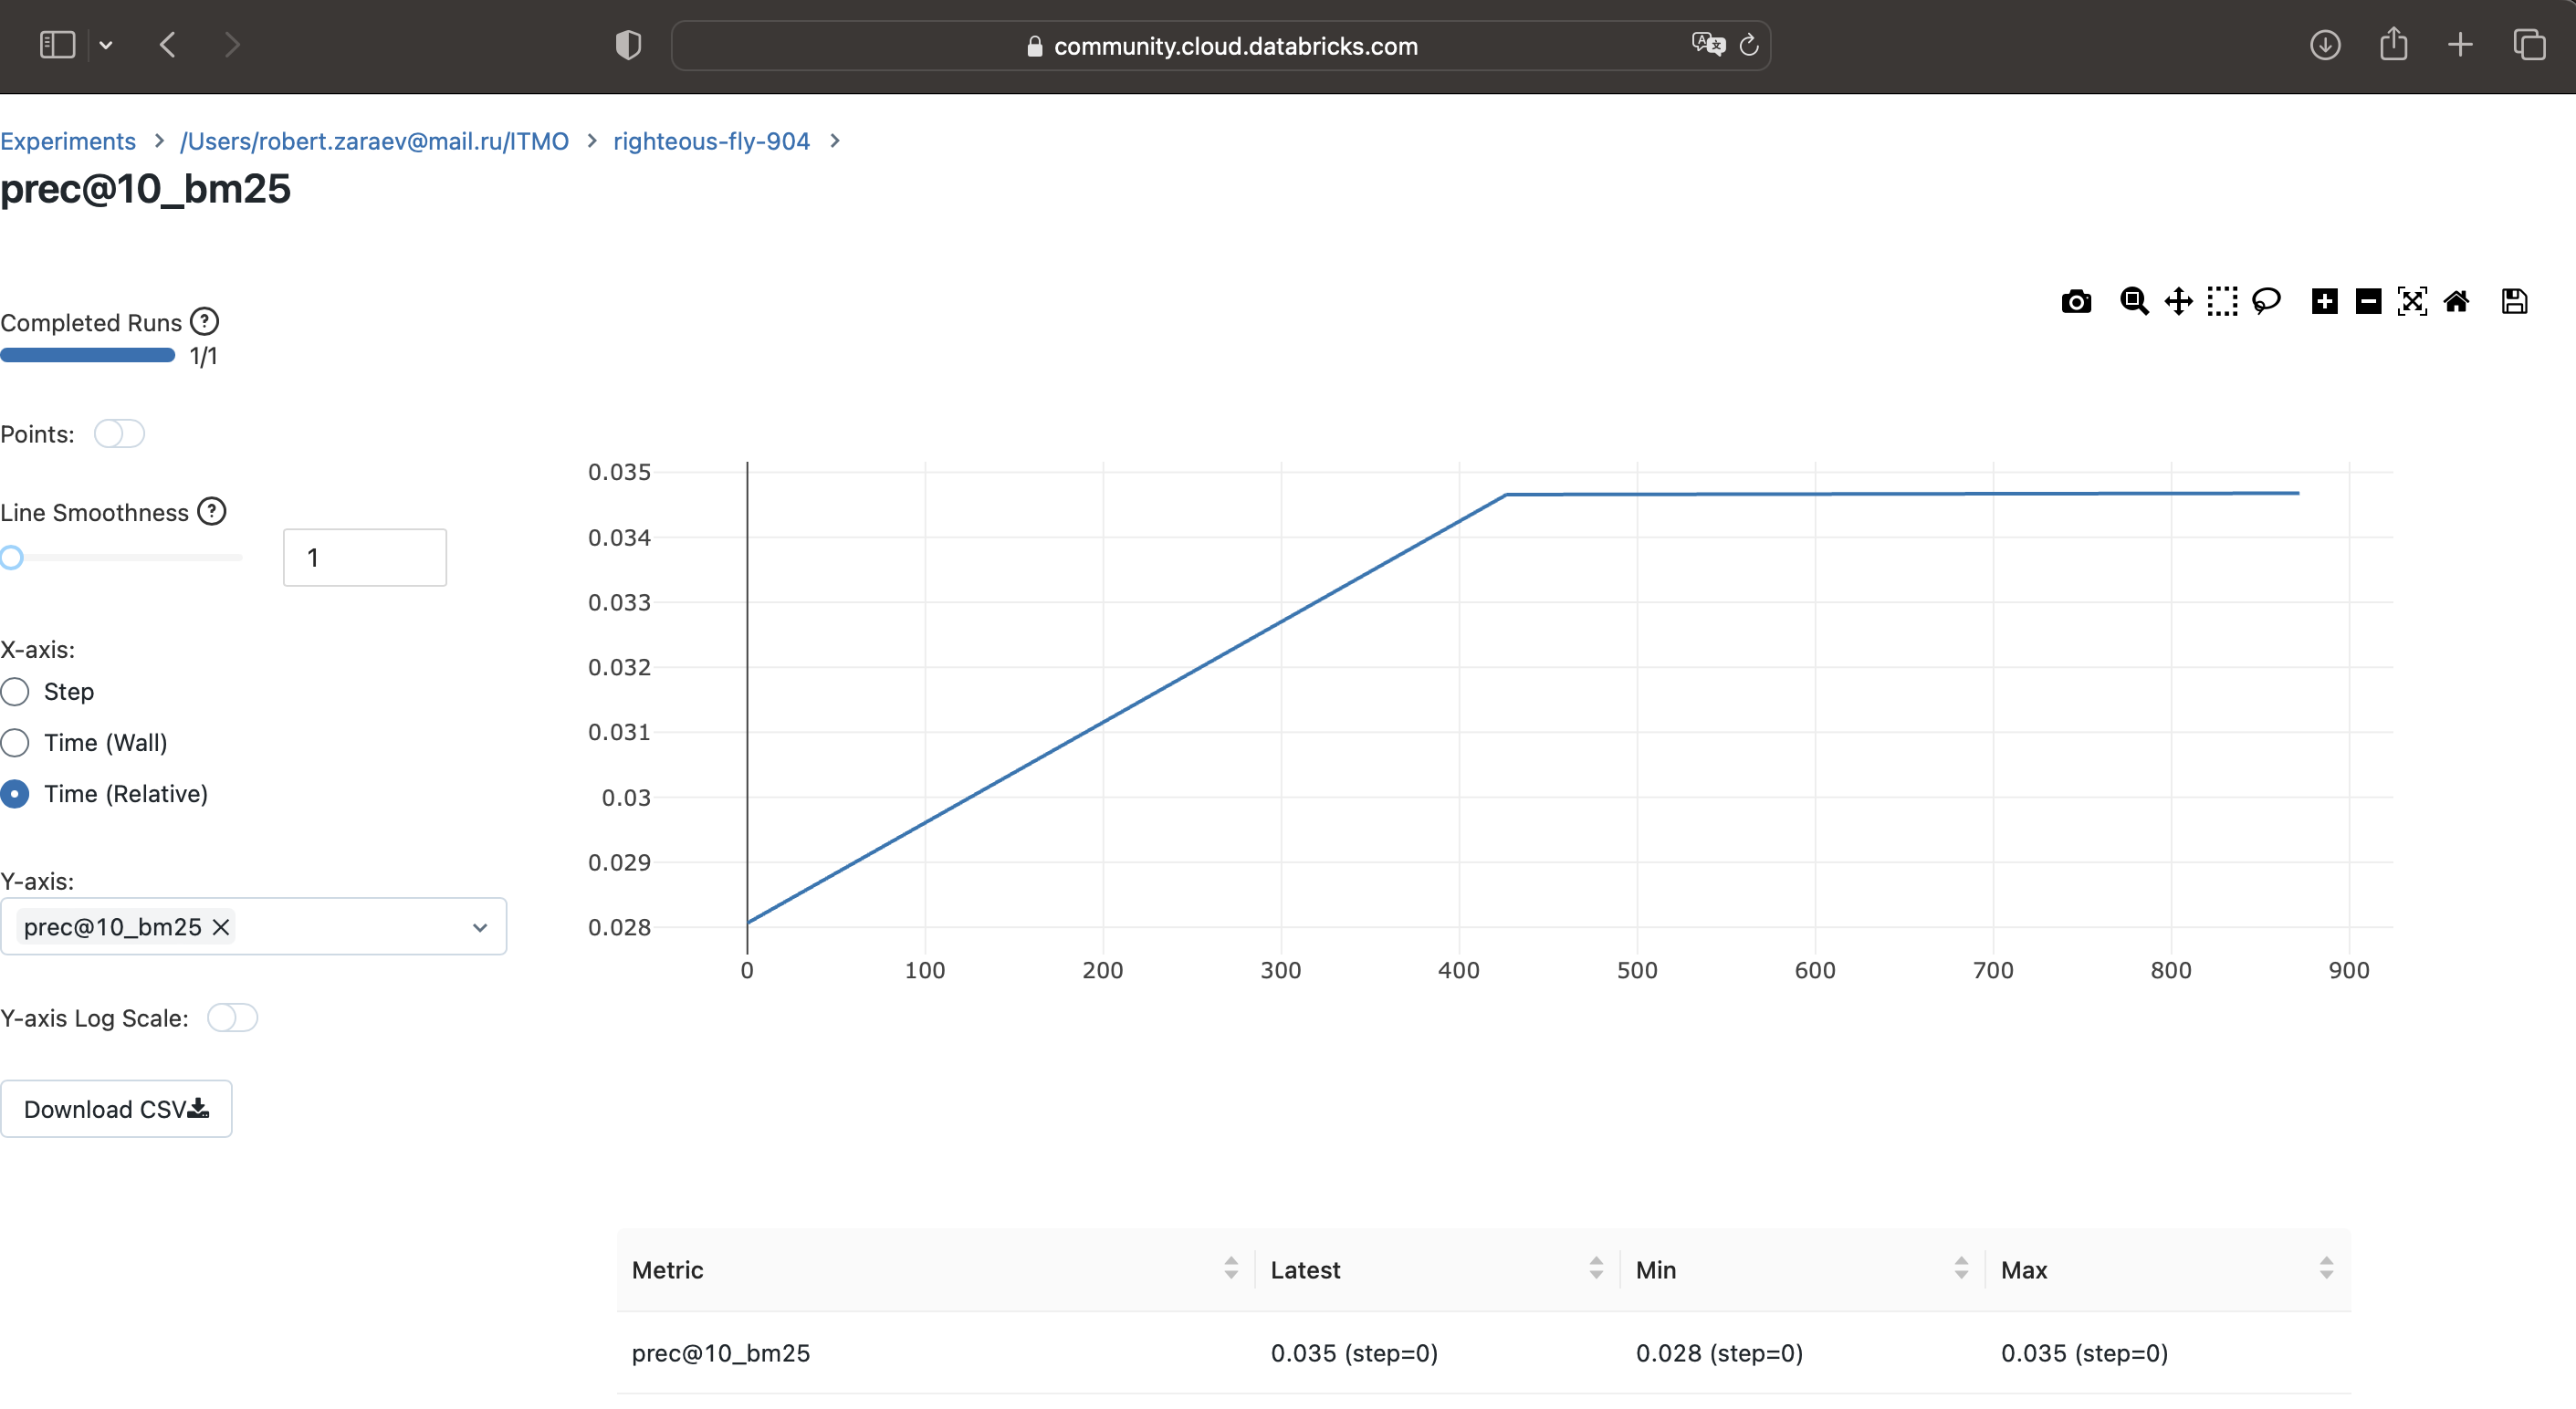 community.cloud.databricks.com
Experiments > /Users/robert.zaraev@mail.ru/ITMO > righteous-fly-904 >
prec@10_bm25
Completed Runs ?
1/1
Points:
Line Smoothness ?
1
X-axis:
Step
Time (Wall)
Time (Relative)
Y-axis:
prec@10_bm25
Y-axis Log Scale:
Download CSV
0.035
0.034
0.033
0.032
0.031
0.03
0.029
0.028
0 100 200 300 400 500 600 700 800 900
Metric Latest Min Max
prec@10_bm25 0.035 (step=0) 0.028 (step=0) 0.035 (step=0)